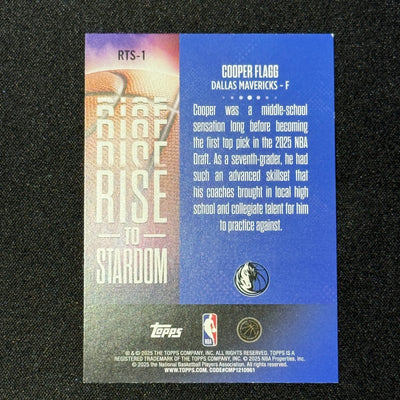 RTS-1
RISE
RISE
RISE
RISE
TO
STARDOM
COOPER FLAGG
DALLAS MAVERICKS - F
Cooper was a middle-school
sensation long before becoming
the first top pick in the 2025 NBA
Draft. As a seventh-grader, he had
such an advanced skillset that
his coaches brought in local high
school and collegiate talent for him
to practice against.
Topps
NBA
® & © 2025 THE TOPPS COMPANY, INC. ALL RIGHTS RESERVED. TOPPS IS A
REGISTERED TRADEMARK OF THE TOPPS COMPANY, INC. © 2025 NBA Properties, Inc.
© 2025 the National Basketball Players Association. All rights reserved.
WWW.TOPPS.COM. CODE#CMP1210061